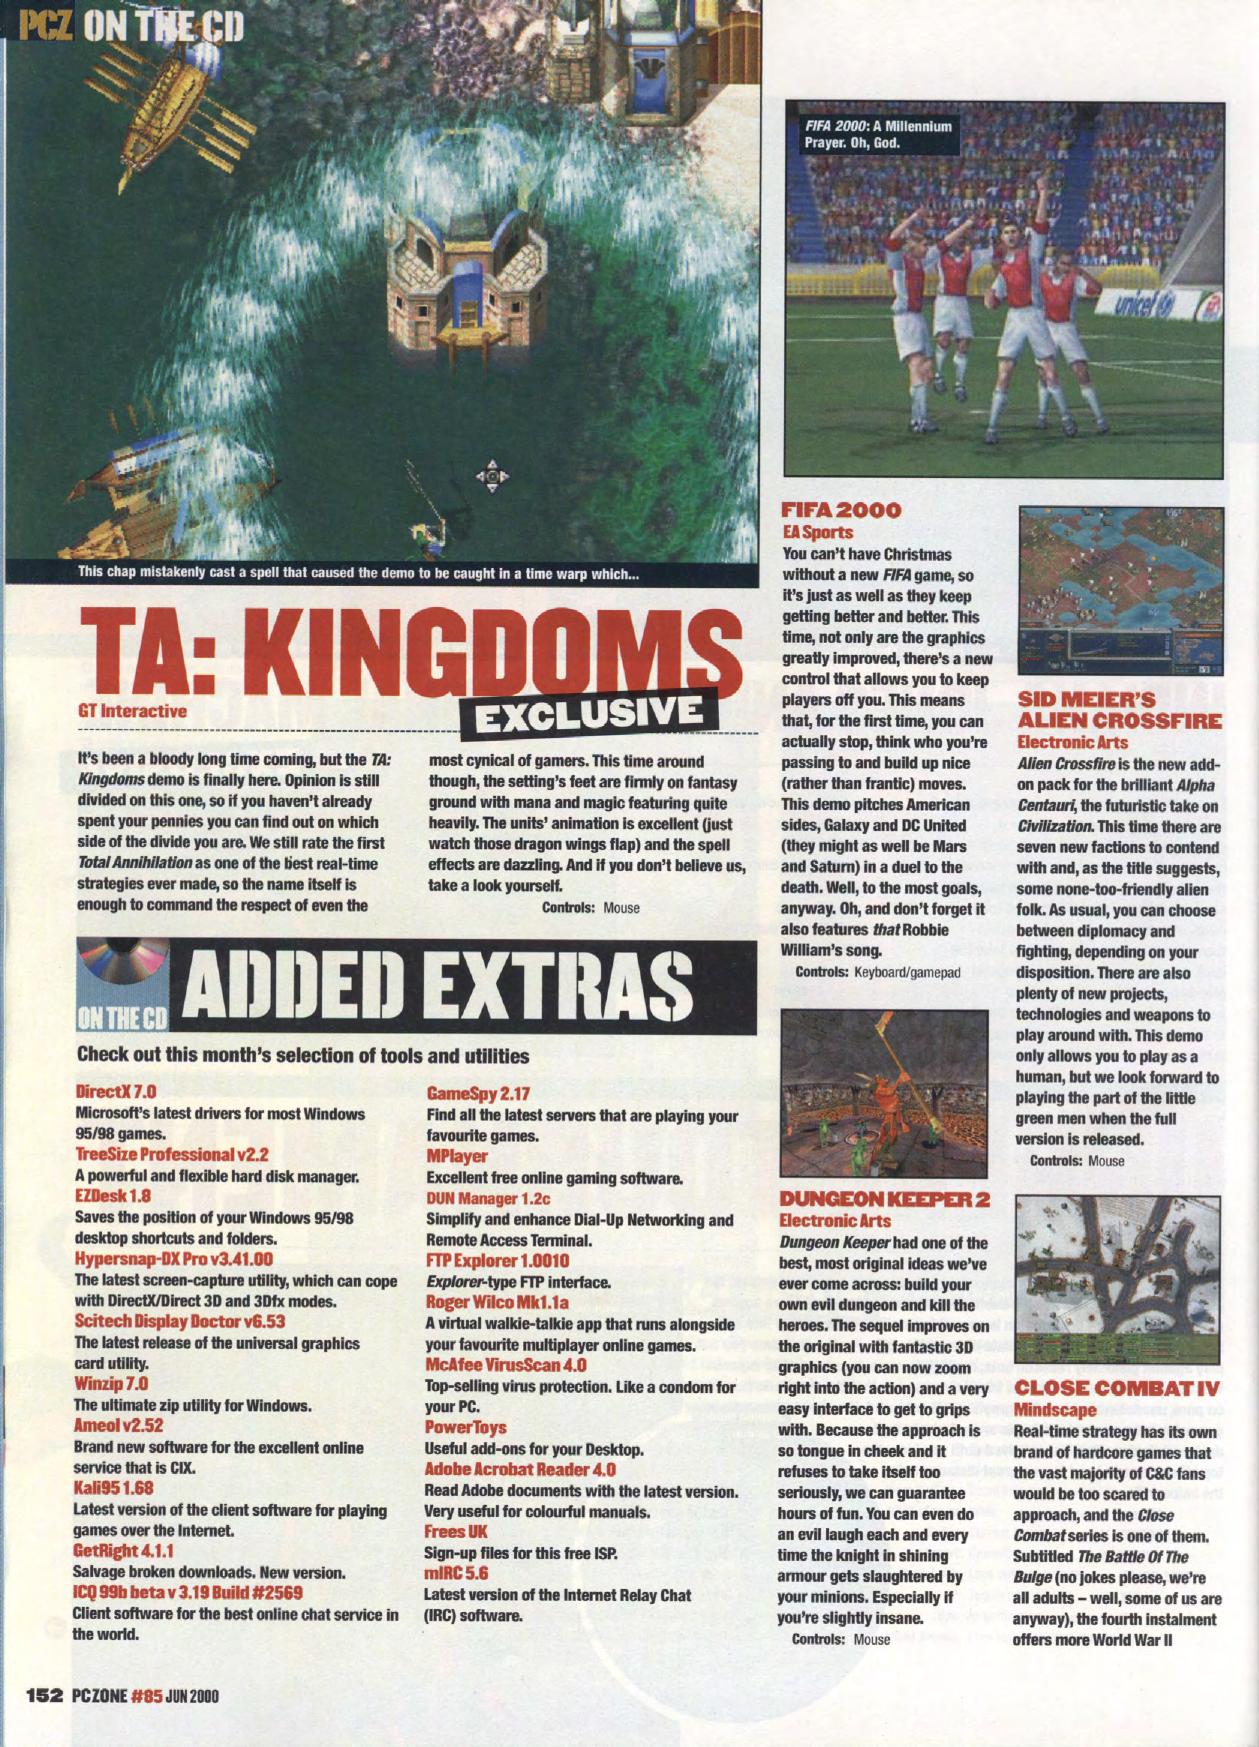 PCZ ON THE CD
This chap mistakenly cast a spell that caused the demo to be caught in a time warp which...
TA: KINGDOMS
EXCLUSIVE
GT Interactive
It's been a bloody long time coming, but the TA:
Kingdoms demo is finally here. Opinion is still
divided on this one, so if you haven't already
spent your pennies you can find out on which
side of the divide you are. We still rate the first
Total Annihilation as one of the best real-time
strategies ever made, so the name itself is
enough to command the respect of even the
most cynical of gamers. This time around
though, the setting's feet are firmly on fantasy
ground with mana and magic featuring quite
heavily. The units' animation is excellent (just
watch those dragon wings flap) and the spell
effects are dazzling. And if you don't believe us,
take a look yourself.
Controls: Mouse
ON THE CD
ADDED EXTRAS
Check out this month's selection of tools and utilities
DirectX 7.0
Microsoft's latest drivers for most Windows
95/98 games.
TreeSize Professional v2.2
A powerful and flexible hard disk manager.
EZDesk 1.8
Saves the position of your Windows 95/98
desktop shortcuts and folders.
Hypersnap-DX Pro v3.41.00
The latest screen-capture utility, which can cope
with DirectX/Direct 3D and 3Dfx modes.
Scitech Display Doctor v6.53
The latest release of the universal graphics
card utility.
Winzip 7.0
The ultimate zip utility for Windows.
Ameol v2.52
Brand new software for the excellent online
service that is CIX.
Kali95 1.68
Latest version of the client software for playing
games over the Internet.
GetRight 4.1.1
Salvage broken downloads. New version.
ICQ 99b beta v 3.19 Build #2569
Client software for the best online chat service in
the world.
GameSpy 2.17
Find all the latest servers that are playing your
favourite games.
MPlayer
Excellent free online gaming software.
DUN Manager 1.2c
Simplify and enhance Dial-Up Networking and
Remote Access Terminal.
FTP Explorer 1.0010
Explorer-type FTP interface.
Roger Wilco Mk1.1a
A virtual walkie-talkie app that runs alongside
your favourite multiplayer online games.
McAfee VirusScan 4.0
Top-selling virus protection. Like a condom for
your PC.
PowerToys
Useful add-ons for your Desktop.
Adobe Acrobat Reader 4.0
Read Adobe documents with the latest version.
Very useful for colourful manuals.
Frees UK
Sign-up files for this free ISP.
mIRC 5.6
Latest version of the Internet Relay Chat
(IRC) software.
FIFA 2000: A Millennium
Prayer. Oh, God.
unicef
FIFA 2000
EA Sports
You can't have Christmas
without a new FIFA game, so
it's just as well as they keep
getting better and better. This
time, not only are the graphics
greatly improved, there's a new
control that allows you to keep
players off you. This means
that, for the first time, you can
actually stop, think who you're
passing to and build up nice
(rather than frantic) moves.
This demo pitches American
sides, Galaxy and DC United
(they might as well be Mars
and Saturn) in a duel to the
death. Well, to the most goals,
anyway. Oh, and don't forget it
also features that Robbie
William's song.
Controls: Keyboard/gamepad
DUNGEON KEEPER 2
Electronic Arts
Dungeon Keeper had one of the
best, most original ideas we've
ever come across: build your
own evil dungeon and kill the
heroes. The sequel improves on
the original with fantastic 3D
graphics (you can now zoom
right into the action) and a very
easy interface to get to grips
with. Because the approach is
so tongue in cheek and it
refuses to take itself too
seriously, we can guarantee
hours of fun. You can even do
an evil laugh each and every
time the knight in shining
armour gets slaughtered by
your minions. Especially if
you're slightly insane.
Controls: Mouse
SID MEIER'S
ALIEN CROSSFIRE
Electronic Arts
Alien Crossfire is the new add-
on pack for the brilliant Alpha
Centauri, the futuristic take on
Civilization. This time there are
seven new factions to contend
with and, as the title suggests,
some none-too-friendly alien
folk. As usual, you can choose
between diplomacy and
fighting, depending on your
disposition. There are also
plenty of new projects,
technologies and weapons to
play around with. This demo
only allows you to play as a
human, but we look forward to
playing the part of the little
green men when the full
version is released.
Controls: Mouse
CLOSE COMBAT IV
Mindscape
Real-time strategy has its own
brand of hardcore games that
the vast majority of C&C fans
would be too scared to
approach, and the Close
Combat series is one of them.
Subtitled The Battle Of The
Bulge (no jokes please, we're
all adults – well, some of us are
anyway), the fourth instalment
offers more World War II
152 PCZONE #85 JUN 2000